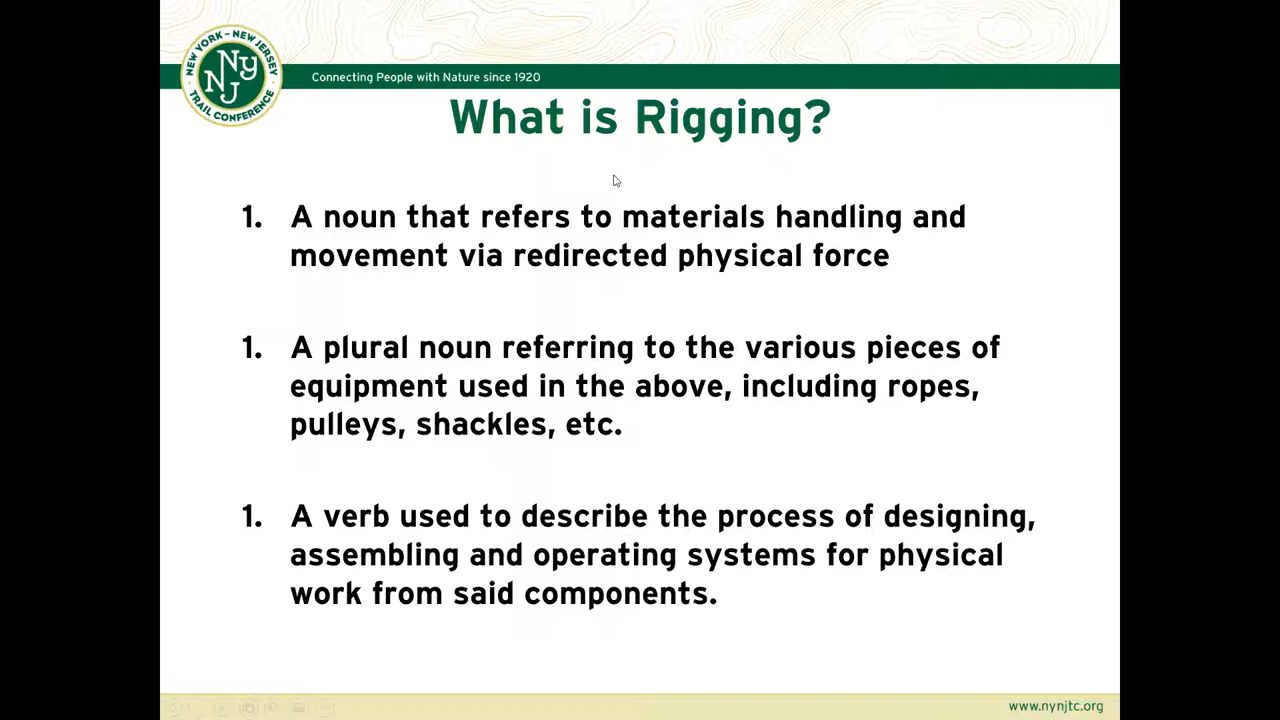 NEW YORK – NEW JERSEY
NY
NJ
TRAIL CONFERENCE
Connecting People with Nature since 1920
What is Rigging?
1. A noun that refers to materials handling and
movement via redirected physical force
1. A plural noun referring to the various pieces of
equipment used in the above, including ropes,
pulleys, shackles, etc.
1. A verb used to describe the process of designing,
assembling and operating systems for physical
work from said components.
www.nynjtc.org